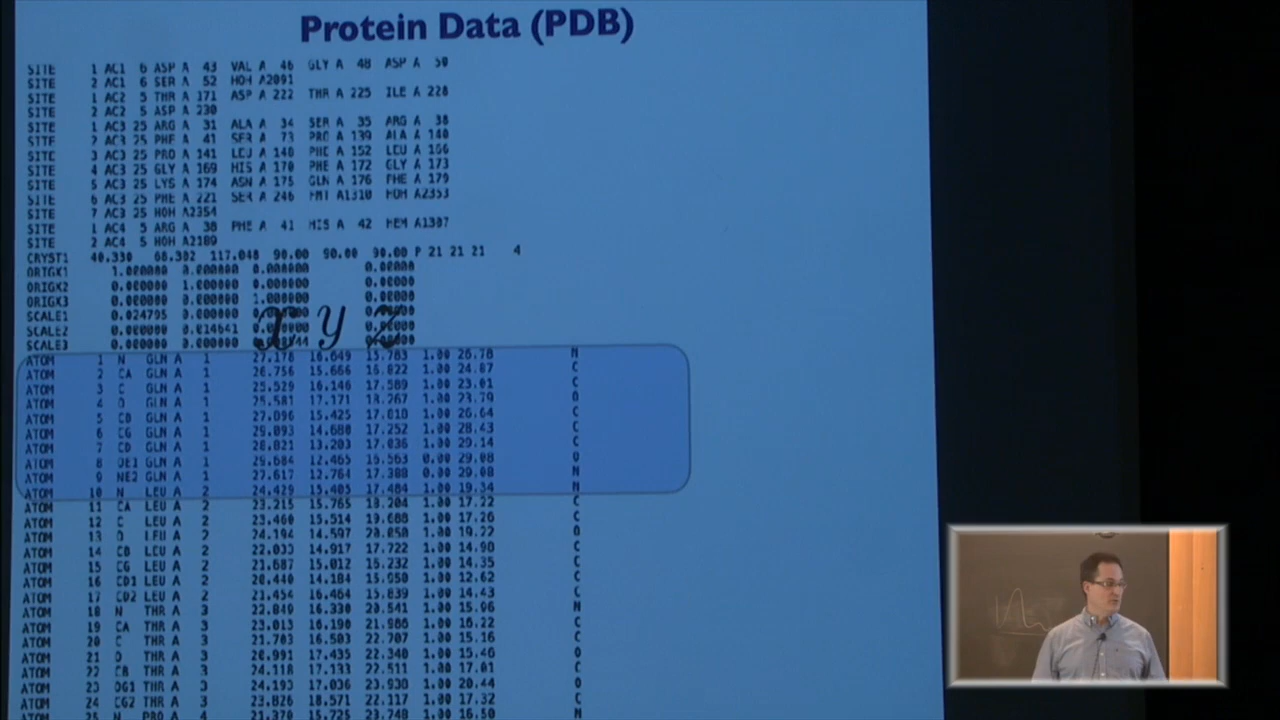 Protein Data (PDB)
SITE 1 AC1 6 ASP A 43 VAL A 46 GLY A 48 ASP A 50
SITE 2 AC1 6 SER A 52 HOH A2091
SITE 1 AC2 5 THR A 171 ASP A 222 THR A 225 ILE A 228
SITE 2 AC2 5 ASP A 230
SITE 1 AC3 25 ARG A 31 ALA A 34 SER A 35 ARG A 38
SITE 2 AC3 25 PHE A 41 SER A 73 PRO A 139 ALA A 140
SITE 3 AC3 25 PRO A 141 LEU A 148 PHE A 152 LEU A 166
SITE 4 AC3 25 GLY A 169 HIS A 170 PHE A 172 GLY A 173
SITE 5 AC3 25 LYS A 174 ASN A 175 GLN A 176 PHE A 179
SITE 6 AC3 25 PHE A 221 SER A 246 A1310 HOH A2353
SITE 7 AC3 25 HOH A2354
SITE 1 AC4 5 ARG A 38 PHE A 41 HIS A 42 HEM A1307
SITE 2 AC4 5 HOH A2189
CRYST1 40.330 68.302 117.048 90.00 90.00 90.00 P 21 21 21 4
ORIGX1 1.000000 0.000000 0.000000 0.00000
ORIGX2 0.000000 1.000000 0.000000 0.00000
ORIGX3 0.000000 0.000000 1.000000 0.00000
SCALE1 0.024795 0.000000
SCALE2 0.000000 0.014641
SCALE3 0.000000 0.000000
x y z
ATOM 1 N GLN A 1 27.178 16.649 15.783 1.00 26.78 N
ATOM 2 CA GLN A 1 26.756 15.666 16.822 1.00 24.87 C
ATOM 3 C GLN A 1 25.529 16.146 17.589 1.00 23.01 C
ATOM 4 O GLN A 1 25.581 17.171 18.267 1.00 23.79 O
ATOM 5 CB GLN A 1 27.896 15.425 17.818 1.00 26.64 C
ATOM 6 CG GLN A 1 29.093 14.680 17.252 1.00 28.43 C
ATOM 7 CD GLN A 1 28.821 13.203 17.036 1.00 29.14 C
ATOM 8 OE1 GLN A 1 29.684 12.465 16.563 0.00 29.08 O
ATOM 9 NE2 GLN A 1 27.617 12.764 17.388 0.00 29.08 N
ATOM 10 N LEU A 2 24.429 15.405 17.484 1.00 19.34 N
ATOM 11 CA LEU A 2 23.215 15.765 18.204 1.00 17.22 C
ATOM 12 C LEU A 2 23.460 15.514 19.688 1.00 17.26 C
ATOM 13 O LEU A 2 24.194 14.597 20.050 1.00 19.22 O
ATOM 14 CB LEU A 2 22.033 14.917 17.722 1.00 14.98 C
ATOM 15 CG LEU A 2 21.687 15.012 16.232 1.00 14.35 C
ATOM 16 CD1 LEU A 2 20.440 14.184 15.950 1.00 12.62 C
ATOM 17 CD2 LEU A 2 21.454 16.464 15.839 1.00 14.43 C
ATOM 18 N THR A 3 22.849 16.330 20.541 1.00 15.96 N
ATOM 19 CA THR A 3 23.013 16.190 21.986 1.00 16.22 C
ATOM 20 C THR A 3 21.703 16.503 22.707 1.00 15.16 C
ATOM 21 O THR A 3 20.991 17.435 22.340 1.00 15.46 O
ATOM 22 CB THR A 3 24.118 17.133 22.511 1.00 17.01 C
ATOM 23 OG1 THR A 3 24.193 17.036 23.938 1.00 20.44 O
ATOM 24 CG2 THR A 3 23.826 18.571 22.117 1.00 17.32 C
ATOM 25 N PRO A 4 21.370 15.725 23.748 1.00 16.50 N